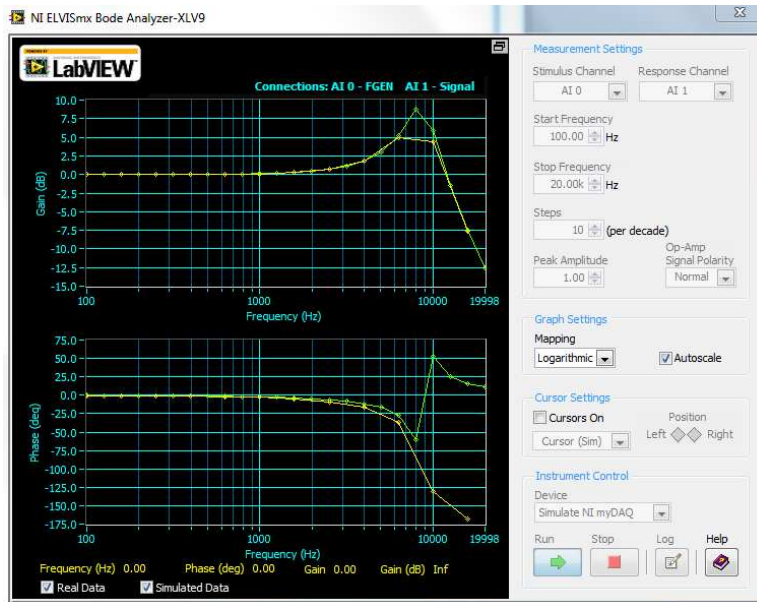 NI ELVISmx Bode Analyzer-XLV9
LabVIEW
Connections: AI 0 - FGEN AI 1 - Signal
10.0
7.5
5.0
2.5
0.0
-2.5
-5.0
-7.5
-10.0
-12.5
-15.0
Gain (dB)
100 1000 10000 19998
Frequency (Hz)
75.0
50.0
25.0
0.0
-25.0
-50.0
-75.0
-100.0
-125.0
-150.0
-175.0
Phase (deg)
100 1000 10000 19998
Frequency (Hz)
Frequency (Hz) 0.00 Phase (deg) 0.00 Gain 0.00 Gain (dB) Inf
Real Data Simulated Data
Measurement Settings
Stimulus Channel Response Channel
AI 0 AI 1
Start Frequency
100.00 Hz
Stop Frequency
20.00k Hz
Steps
10 (per decade)
Op-Amp
Peak Amplitude Signal Polarity
1.00 Normal
Graph Settings
Mapping
Logarithmic Autoscale
Cursor Settings
Cursors On Position
Cursor (Sim) Left Right
Instrument Control
Device
Simulate NI myDAQ
Run Stop Log Help